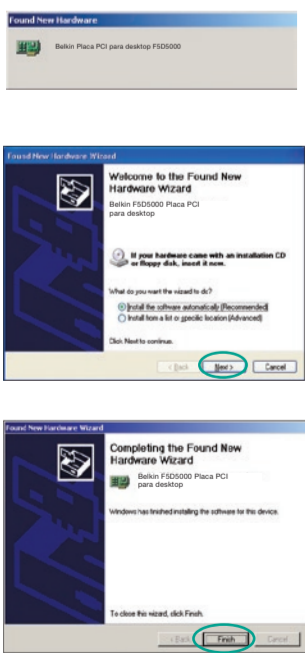 Found New Hardware
Belkin Placa PCI para desktop F5D5000
Found New Hardware Wizard
Welcome to the Found New
Hardware Wizard
Belkin F5D5000 Placa PCI
para desktop
If your hardware came with an installation CD
or floppy disk, insert it now.
What do you want the wizard to do?
Install the software automatically (Recommended)
Install from a list or specific location (Advanced)
Click Next to continue.
< Back Next > Cancel
Found New Hardware Wizard
Completing the Found New
Hardware Wizard
Belkin F5D5000 Placa PCI
para desktop
Windows has finished installing the software for this device.
To close this wizard, click Finish.
< Back Finish Cancel